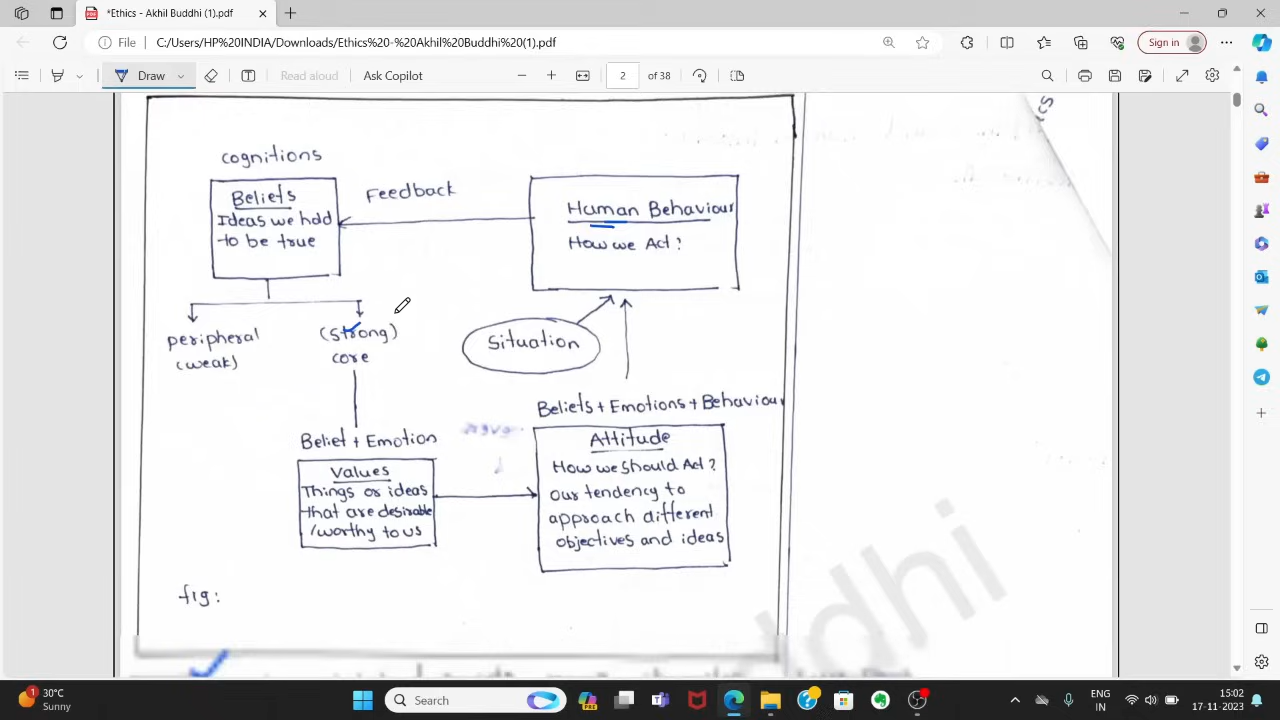 *Ethics - Akhil Buddhi (1).pdf
File
C:/Users/HP%20INDIA/Downloads/Ethics%20-%20Akhil%20Buddhi%20(1).pdf
Sign in
Draw
Read aloud
Ask Copilot
2
of 38
cognitions
Beliefs
Ideas we hold
to be true
Feedback
Human Behaviour
How we Act?
peripheral
(weak)
(strong)
core
Situation
Belief + Emotion
Values
Things or ideas
that are desirable
/worthy to us
Beliefs + Emotions + Behaviour
Attitude
How we should Act?
our tendency to
approach different
objectives and ideas
fig:
ddhi
30°C
Sunny
1
Search
PRE
ENG
IN
15:02
17-11-2023